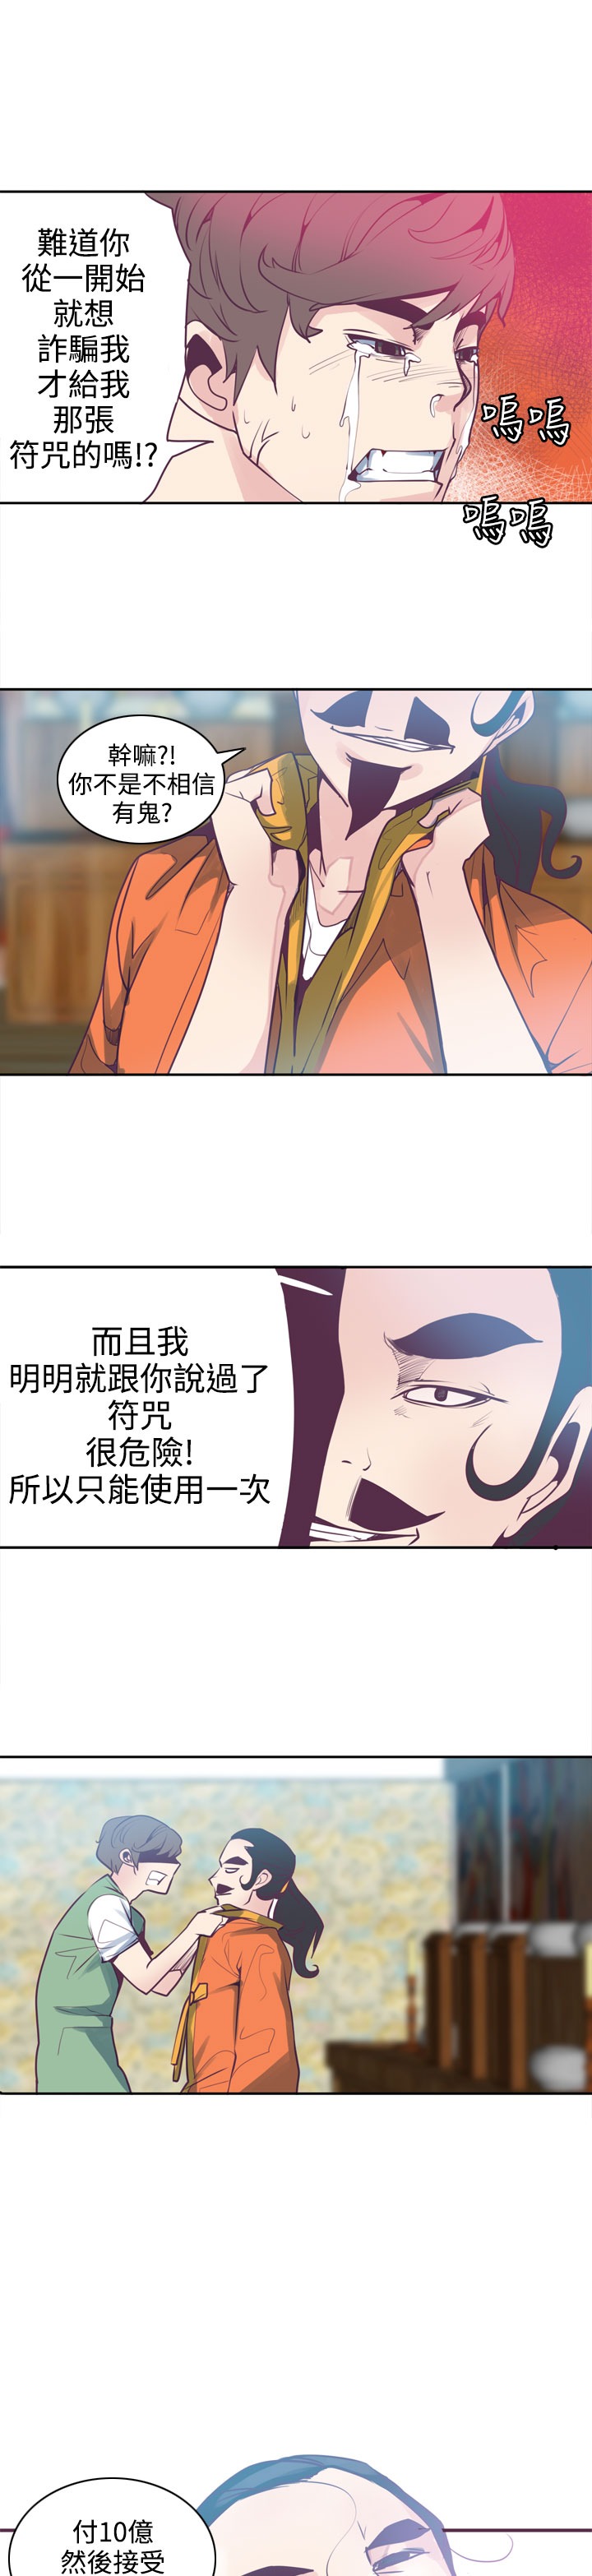 難道你
從一開始
就想
詐騙我
才給我
那張
符咒的嗎!?
嗚嗚
嗚嗚
幹嘛?!
你不是不相信
有鬼?
而且我
明明就跟你說過了
符咒
很危險!
所以只能使用一次
付10億
然後接受